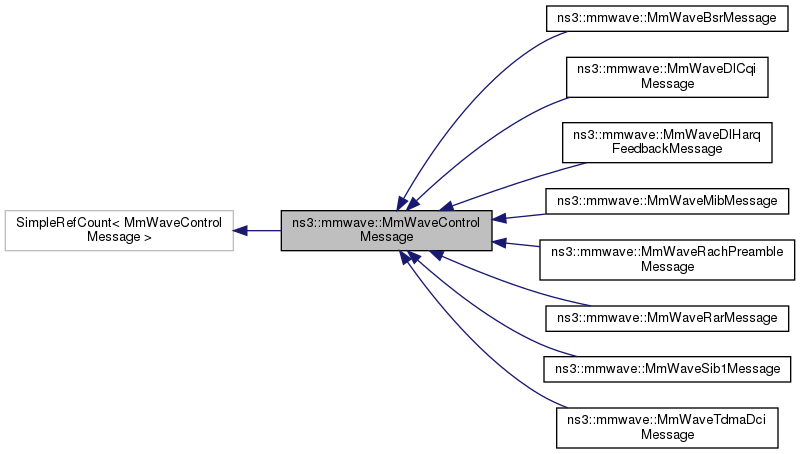 SimpleRefCount< MmWaveControl
Message >
ns3::mmwave::MmWaveControl
Message
ns3::mmwave::MmWaveBsrMessage
ns3::mmwave::MmWaveDlCqi
Message
ns3::mmwave::MmWaveDlHarq
FeedbackMessage
ns3::mmwave::MmWaveMibMessage
ns3::mmwave::MmWaveRachPreamble
Message
ns3::mmwave::MmWaveRarMessage
ns3::mmwave::MmWaveSib1Message
ns3::mmwave::MmWaveTdmaDci
Message